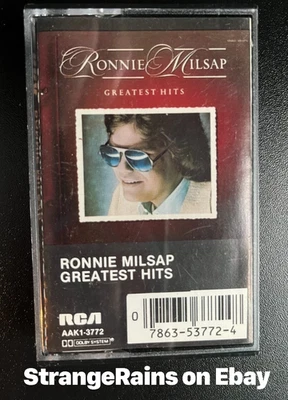 RONNIE MILSAP
GREATEST HITS
RONNIE MILSAP
GREATEST HITS
RCA
AAK1-3772
DOLBY SYSTEM
0 7863-53772-4
StrangeRains on Ebay